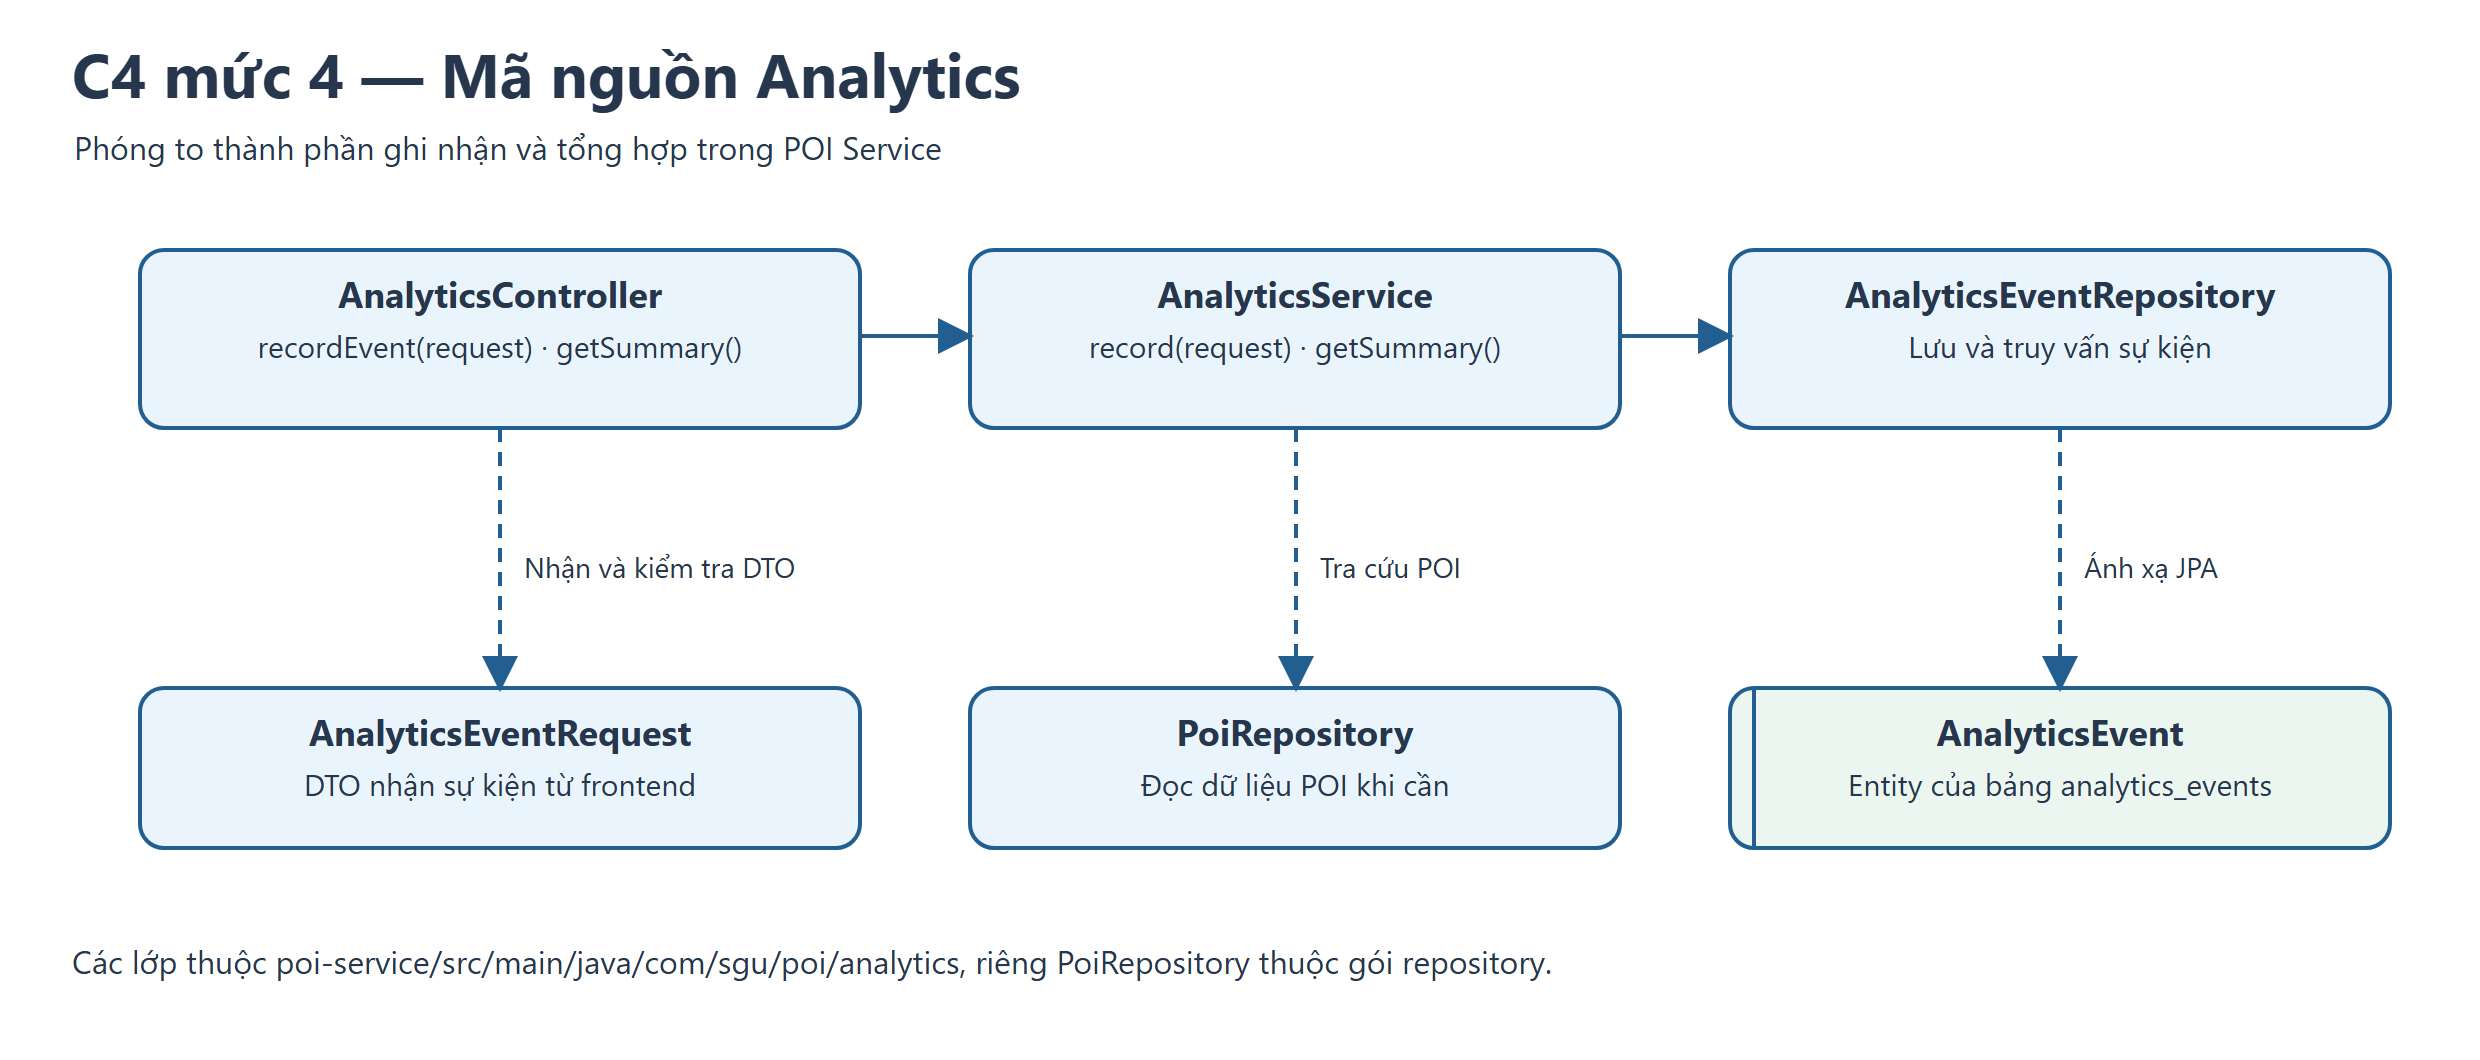 C4 mức 4 — Mã nguồn Analytics
Phóng to thành phần ghi nhận và tổng hợp trong POI Service
AnalyticsController
recordEvent(request) · getSummary()
AnalyticsService
record(request) · getSummary()
AnalyticsEventRepository
Lưu và truy vấn sự kiện
Nhận và kiểm tra DTO
Tra cứu POI
Ánh xạ JPA
AnalyticsEventRequest
DTO nhận sự kiện từ frontend
PoiRepository
Đọc dữ liệu POI khi cần
AnalyticsEvent
Entity của bảng analytics_events
Các lớp thuộc poi-service/src/main/java/com/sgu/poi/analytics, riêng PoiRepository thuộc gói repository.